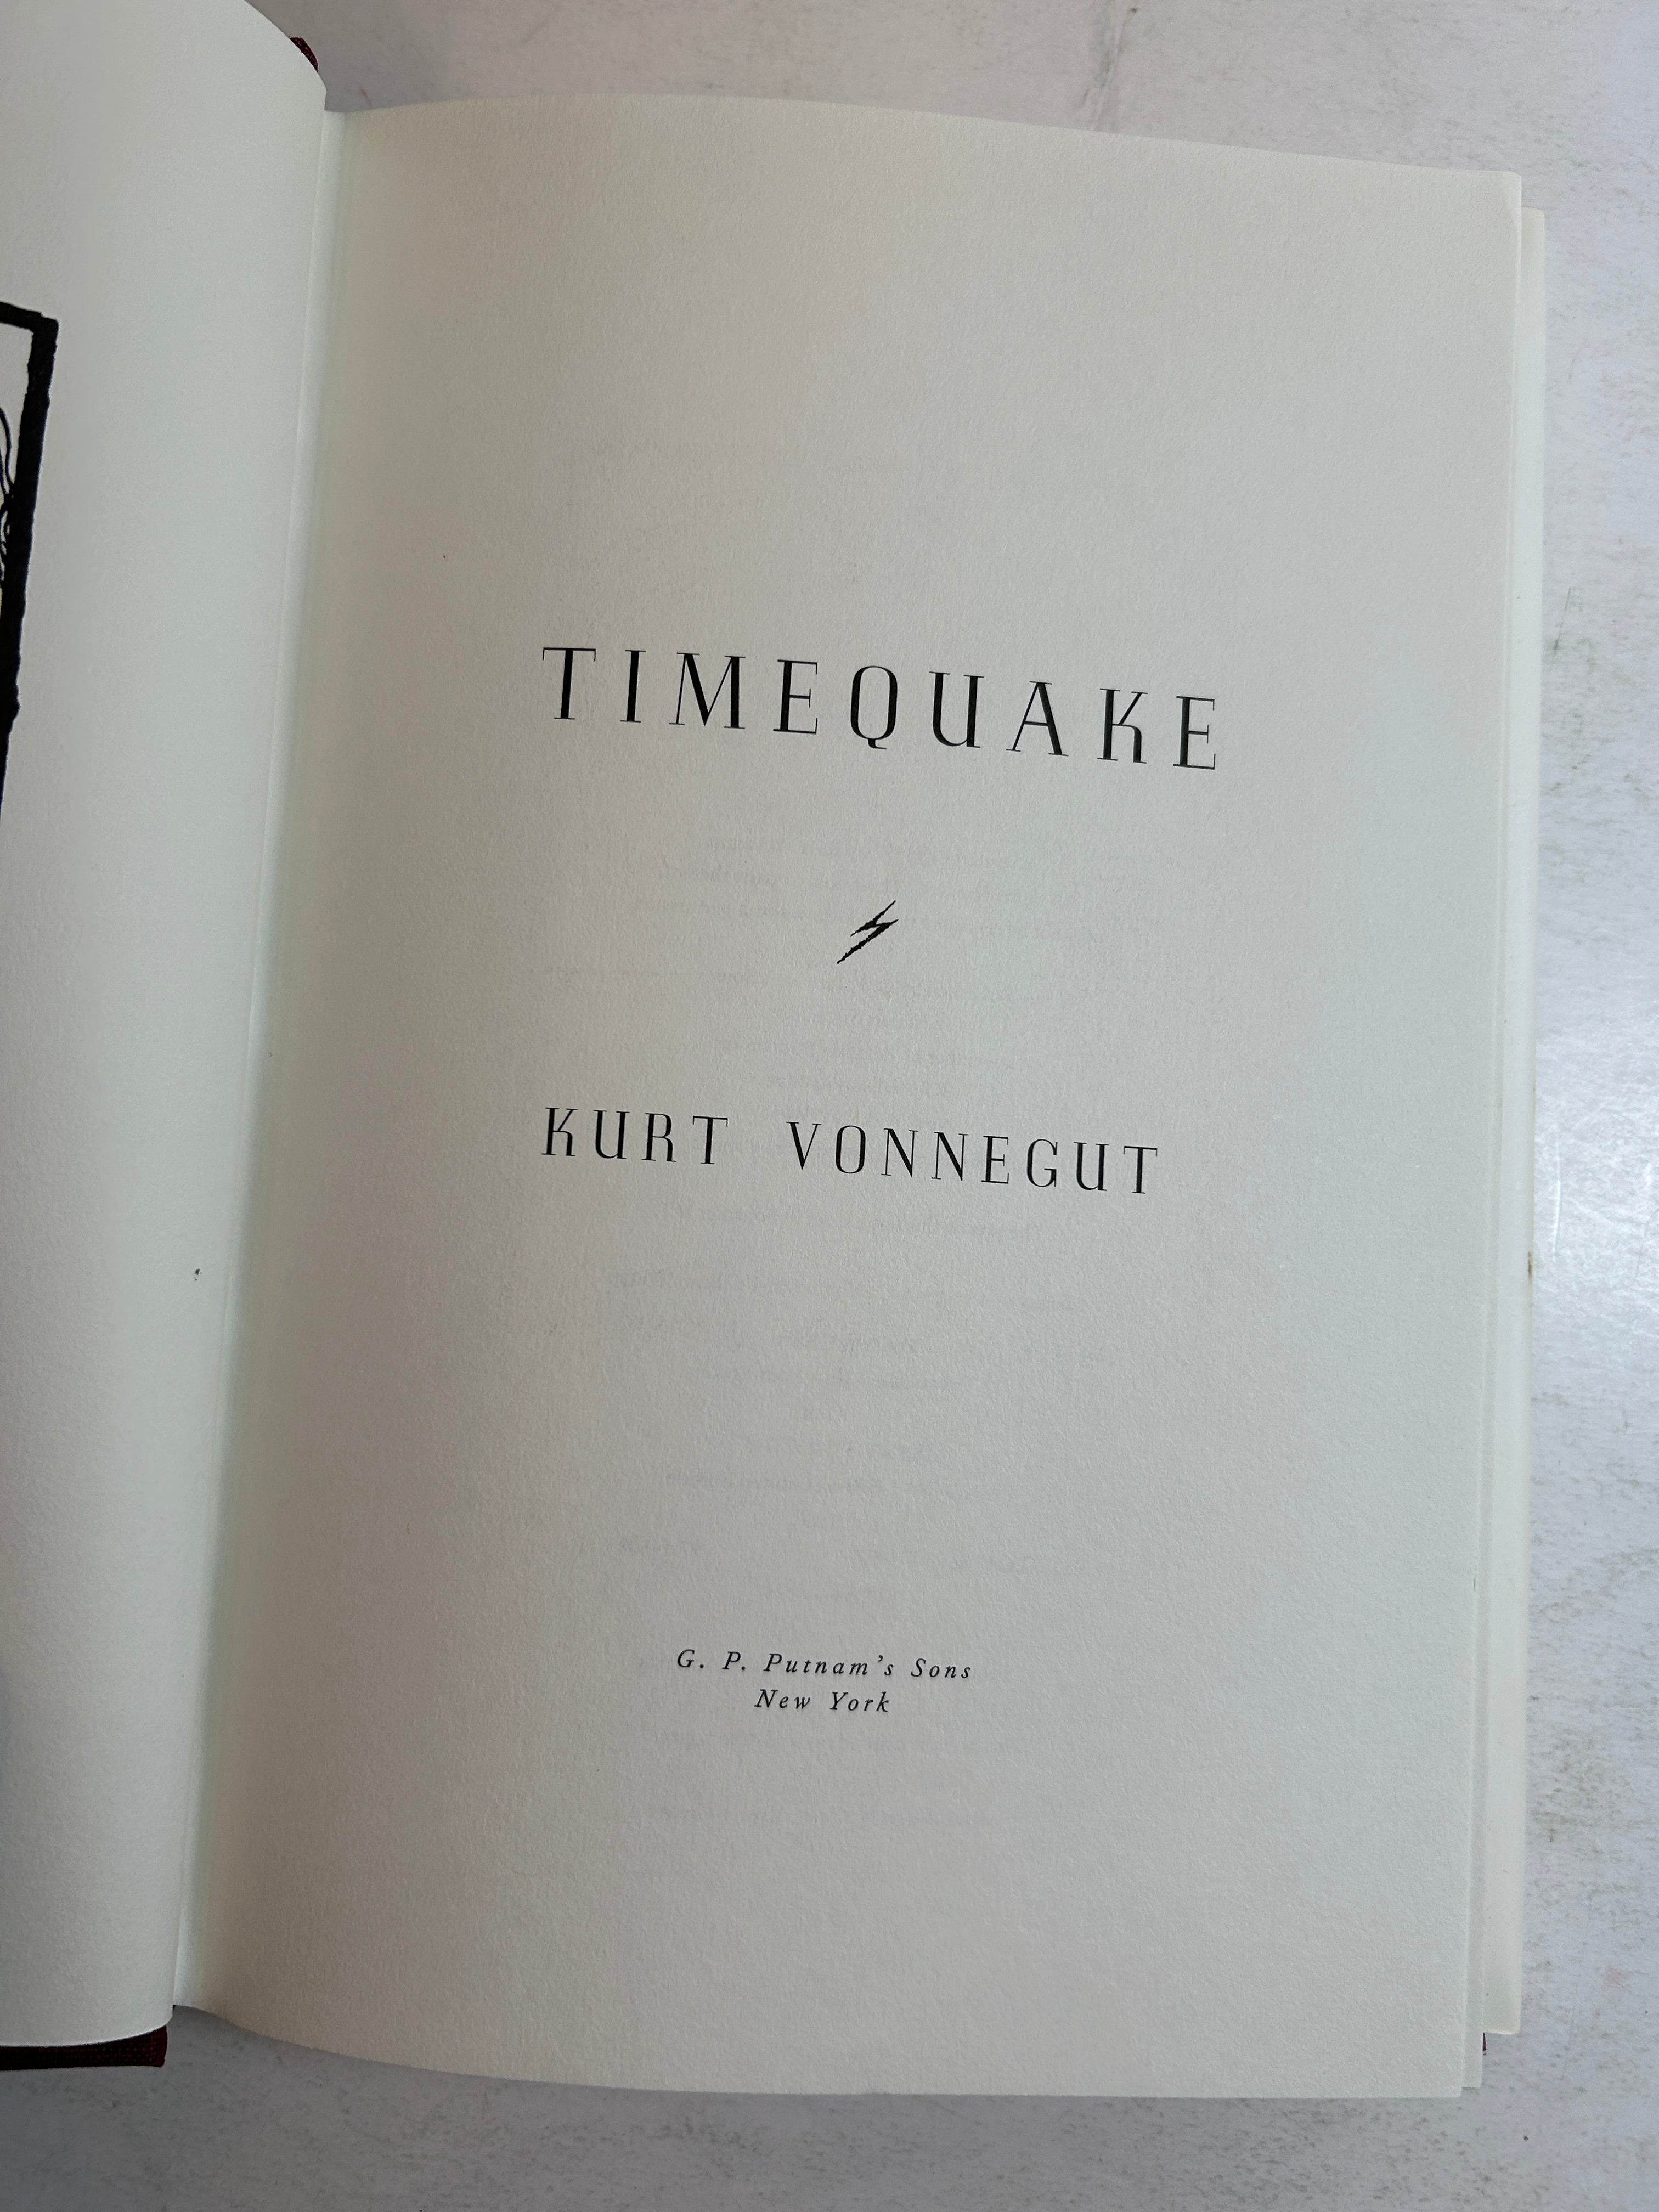 TIMEQUAKE
KURT VONNEGUT
G. P. Putnam's Sons
New York